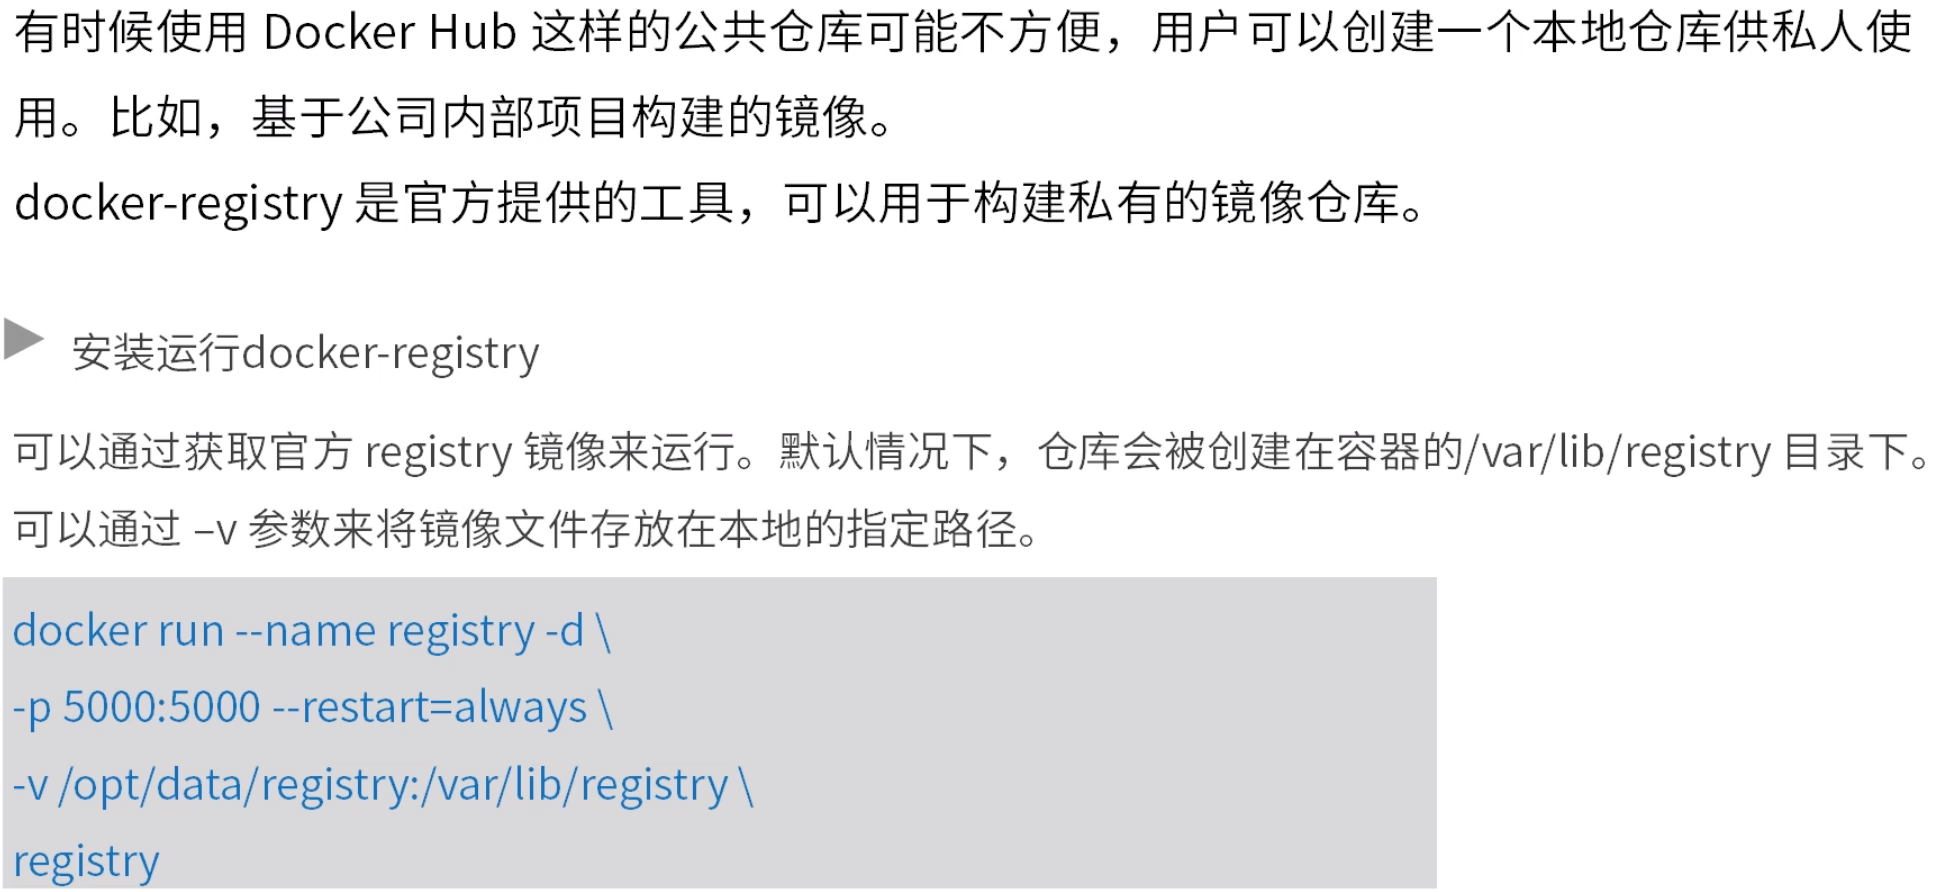 有时候使用 Docker Hub 这样的公共仓库可能不方便，用户可以创建一个本地仓库供私人使
用。比如，基于公司内部项目构建的镜像。
docker-registry 是官方提供的工具，可以用于构建私有的镜像仓库。
安装运行docker-registry
可以通过获取官方 registry 镜像来运行。默认情况下，仓库会被创建在容器的/var/lib/registry 目录下。
可以通过 –v 参数来将镜像文件存放在本地的指定路径。
docker run --name registry -d \
-p 5000:5000 --restart=always \
-v /opt/data/registry:/var/lib/registry \
registry